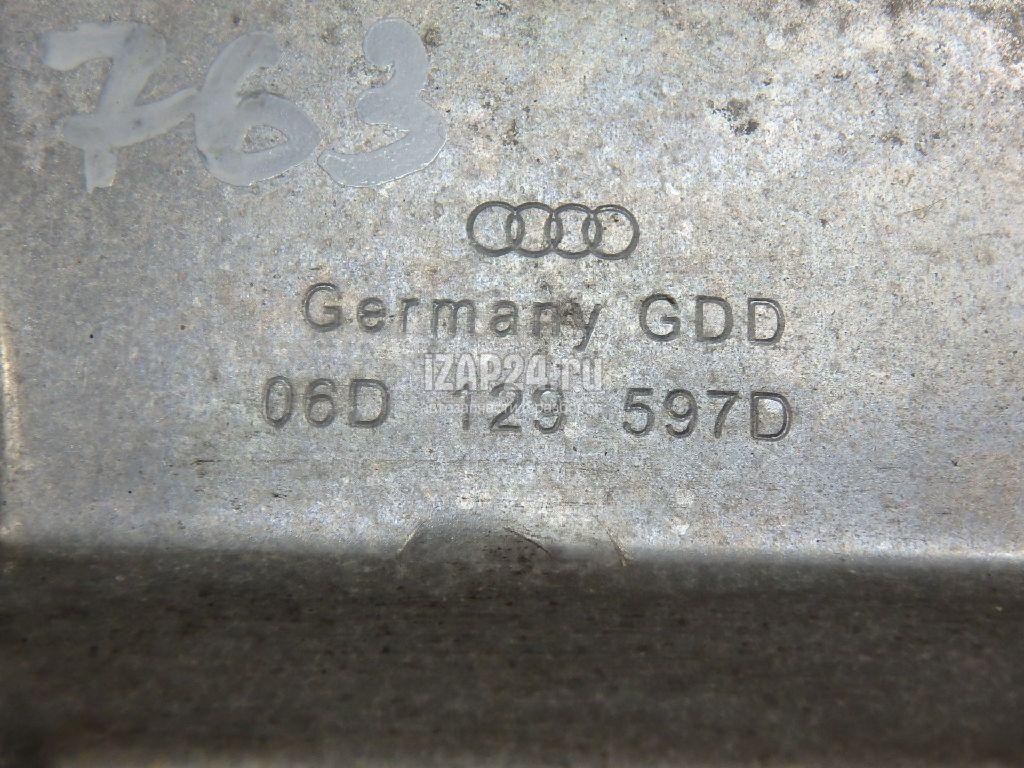 763
Germany GDD
IZAP24.ru
06D 129 597D